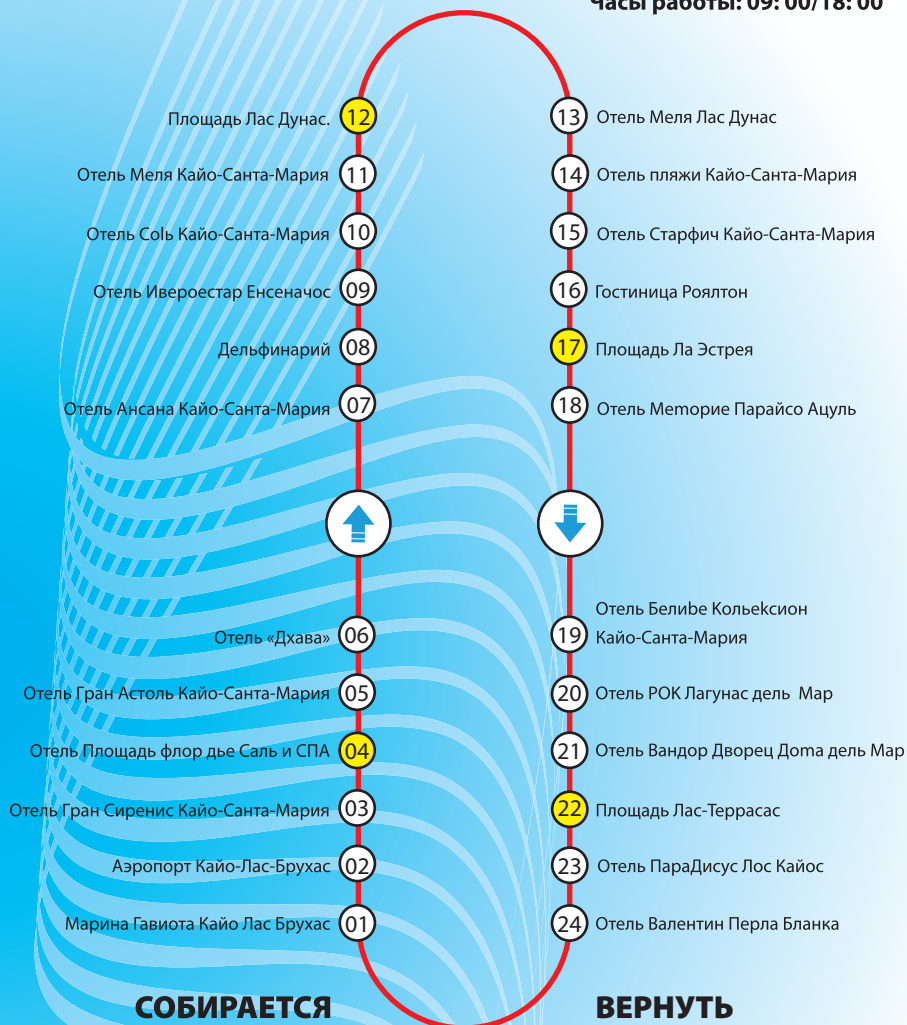 Часы работы: 09: 00/18: 00
Площадь Лас Дунас. 12
Отель Меля Кайо-Санта-Мария 11
Отель Colь Кайо-Санта-Мария 10
Отель Ивероестар Енсеначос 09
Дельфинарий 08
Отель Ансана Кайо-Санта-Мария 07
Отель «Дхава» 06
Отель Гран Астоль Кайо-Санта-Мария 05
Отель Площадь флор дье Саль и СПА 04
Отель Гран Сиренис Кайо-Санта-Мария 03
Аэропорт Кайо-Лас-Брухас 02
Марина Гавиота Кайо Лас Брухас 01
СОБИРАЕТСЯ
13 Отель Меля Лас Дунас
14 Отель пляжи Кайо-Санта-Мария
15 Отель Старфич Кайо-Санта-Мария
16 Гостиница Роялтон
17 Площадь Ла Эстрея
18 Отель Меmорие Парайсо Ацуль
Отель Белиbе Кольekсион
19 Кайо-Санта-Мария
20 Отель РОК Лагунас дель Мар
21 Отель Вандор Дворец Доmа дель Мар
22 Площадь Лас-Террасас
23 Отель ПараДисус Лос Кайос
24 Отель Валентин Перла Бланка
ВЕРНУТЬ